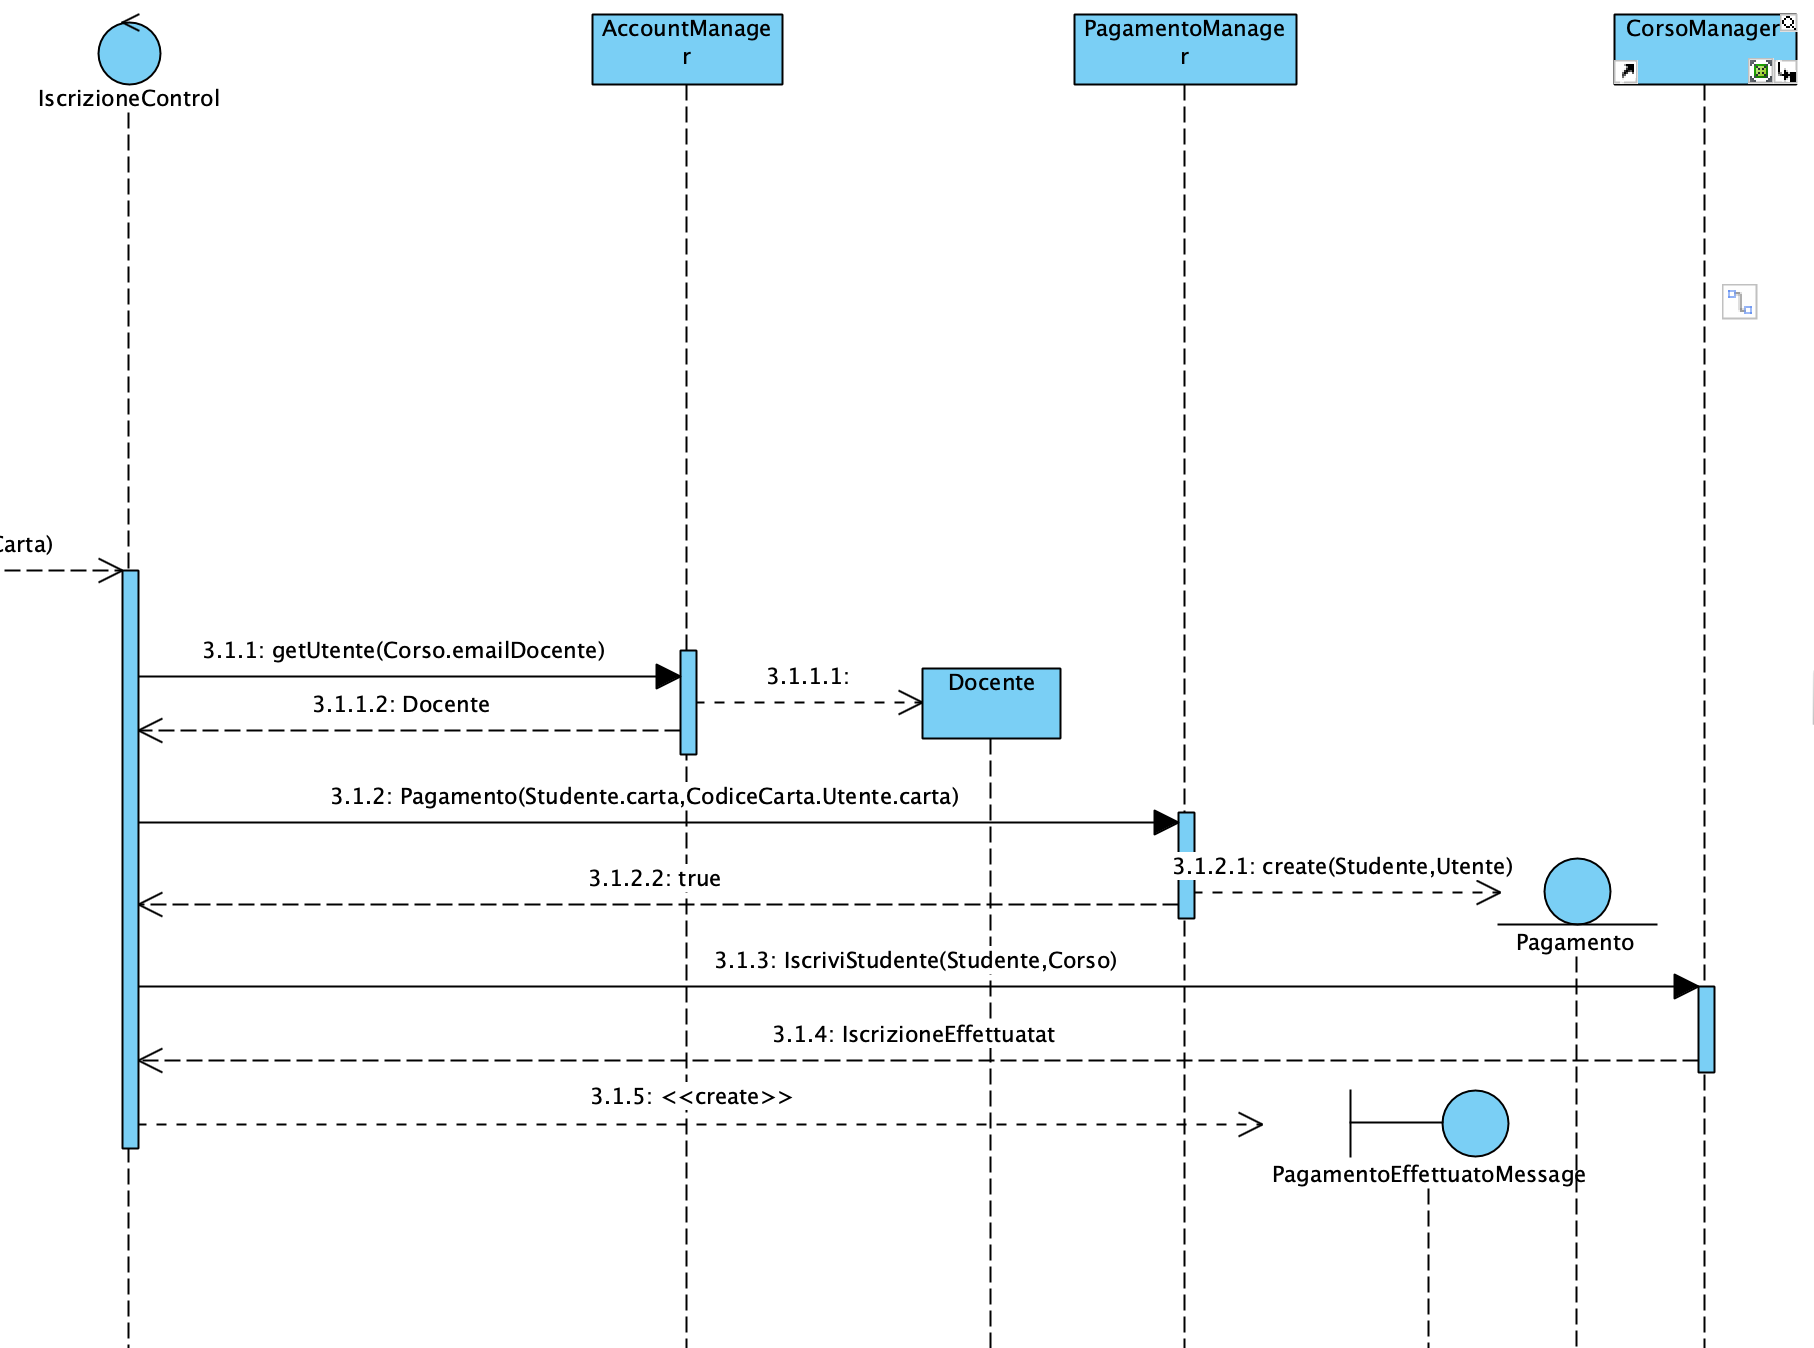 IscrizioneControl
AccountManage
r
PagamentoManage
r
CorsoManager
Carta)
3.1.1: getUtente(Corso.emailDocente)
3.1.1.1:
Docente
3.1.1.2: Docente
3.1.2: Pagamento(Studente.carta,CodiceCarta.Utente.carta)
3.1.2.1: create(Studente,Utente)
3.1.2.2: true
Pagamento
3.1.3: IscriviStudente(Studente,Corso)
3.1.4: IscrizioneEffettuatat
3.1.5: <<create>>
PagamentoEffettuatoMessage